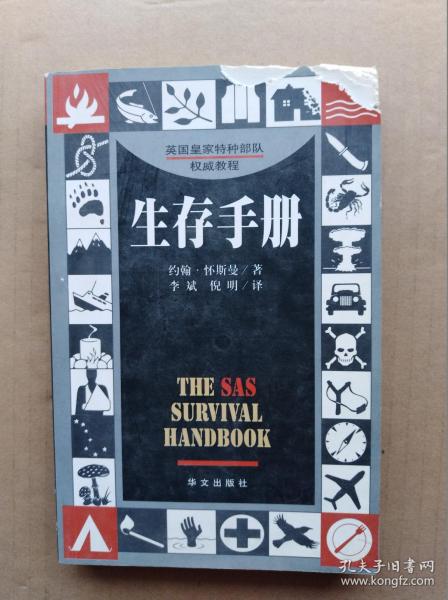 英国皇家特种部队
权威教程
生存手册
约翰·怀斯曼/著
李斌 倪明/译
THE SAS
SURVIVAL
HANDBOOK
华文出版社
孔夫子旧书网
www.kongfz.com